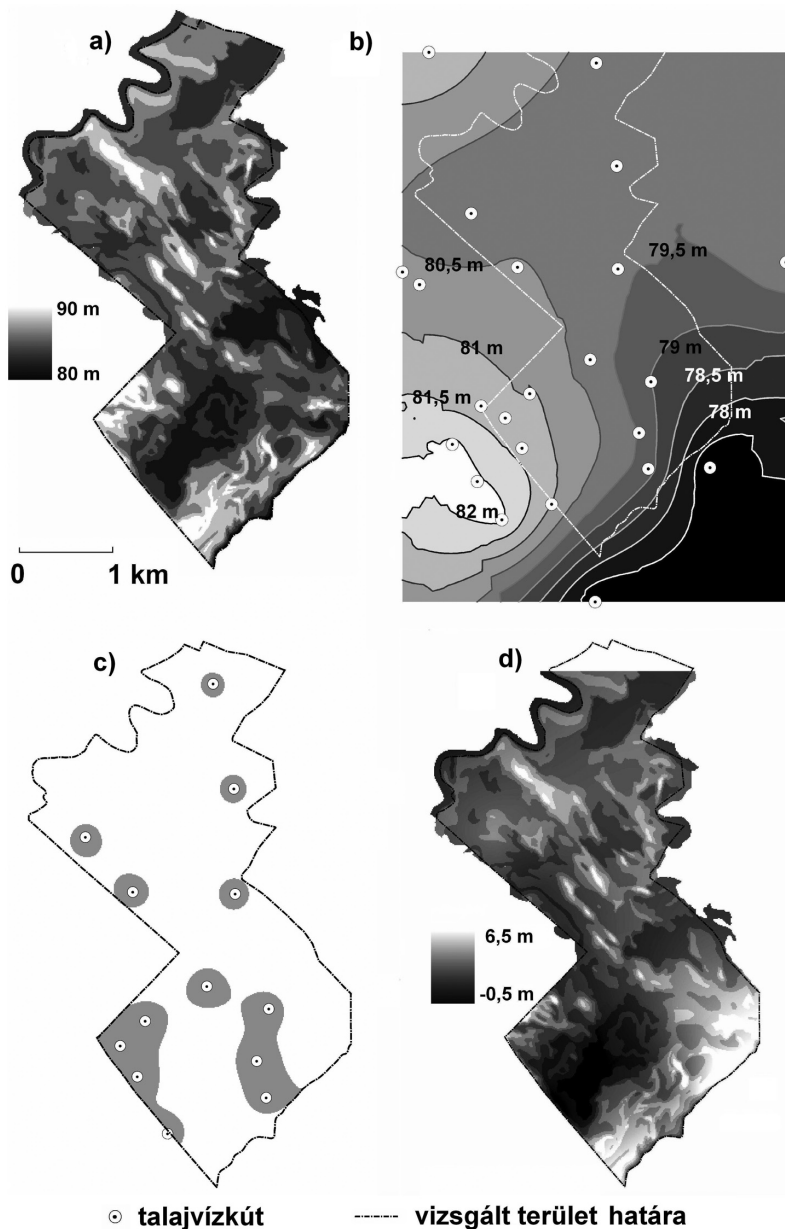 a)
90 m
80 m
0 1 km
b)
80,5 m
79,5 m
81 m
79 m
78,5 m
81,5 m
78 m
82 m
c)
d)
6,5 m
-0,5 m
talajvízkút
vizsgált terület határa